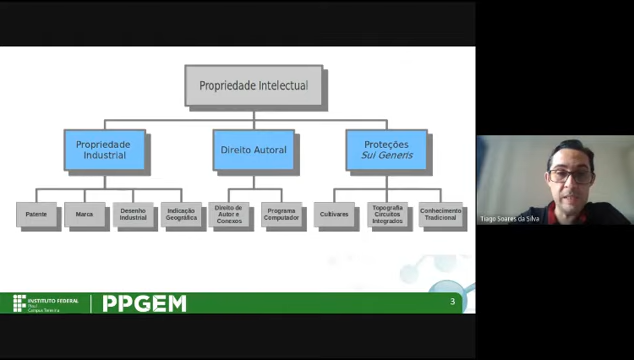 Propriedade Intelectual
Propriedade
Industrial
Direito Autoral
Proteções
Sui Generis
Patente
Marca
Desenho
Industrial
Indicação
Geográfica
Direito de
Autor e
Conexos
Programa
Computador
Cultivares
Topografia
Circuitos
Integrados
Conhecimento
Tradicional
Tiago Soares da Silva
INSTITUTO FEDERAL
PPGEM
3